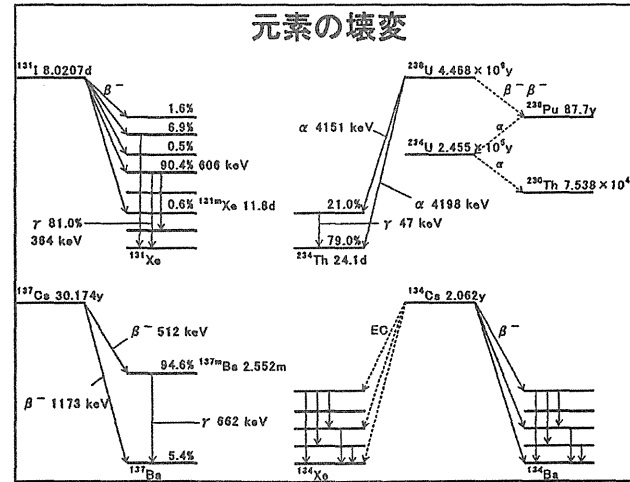 元素の壊変
¹³¹I 8.0207d
β⁻
1.6%
6.9%
0.5%
90.4% 606 keV
0.6% ¹³¹ᵐXe 11.8d
γ 81.0%
364 keV
¹³¹Xe
²³⁸U 4.468×10⁹y
β⁻β⁻
²³⁸Pu 87.7y
α 4151 keV
α
²³⁴U 2.455×10⁵y
α
²³⁰Th 7.538×10⁴
α 4198 keV
21.0%
γ 47 keV
79.0%
²³⁴Th 24.1d
¹³⁷Cs 30.174y
β⁻ 512 keV
94.6% ¹³⁷ᵐBa 2.552m
β⁻ 1173 keV
γ 662 keV
5.4%
¹³⁷Ba
¹³⁴Cs 2.062y
EC
β⁻
¹³⁴Xe
¹³⁴Ba